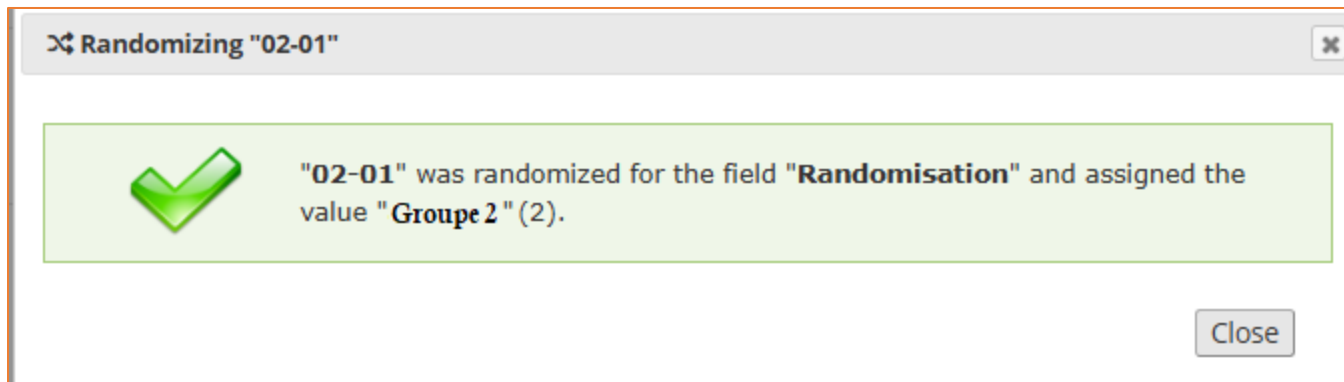 Randomizing "02-01"
"02-01" was randomized for the field "Randomisation" and assigned the
value "Groupe 2" (2).
Close